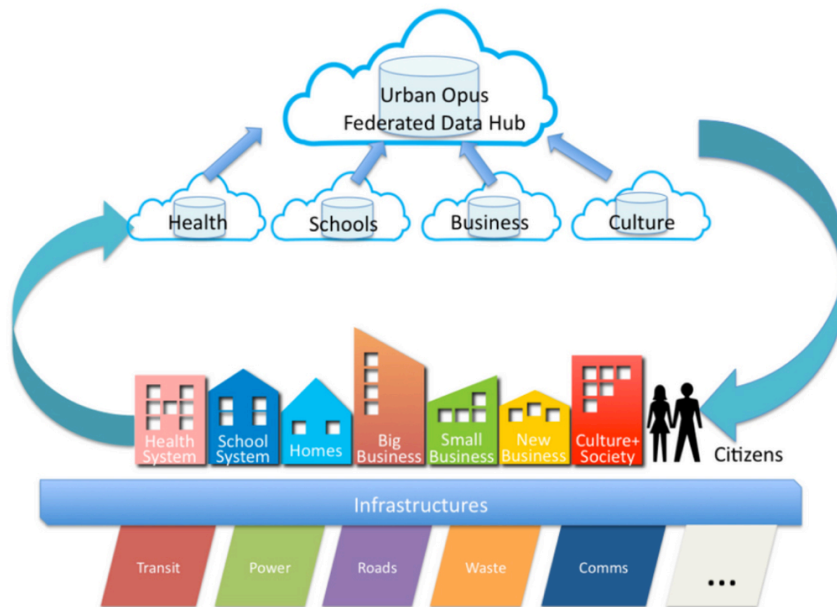 Urban Opus
Federated Data Hub
Health
Schools
Business
Culture
Health
System
School
System
Homes
Big
Business
Small
Business
New
Business
Culture+
Society
Citizens
Infrastructures
Transit
Power
Roads
Waste
Comms
...